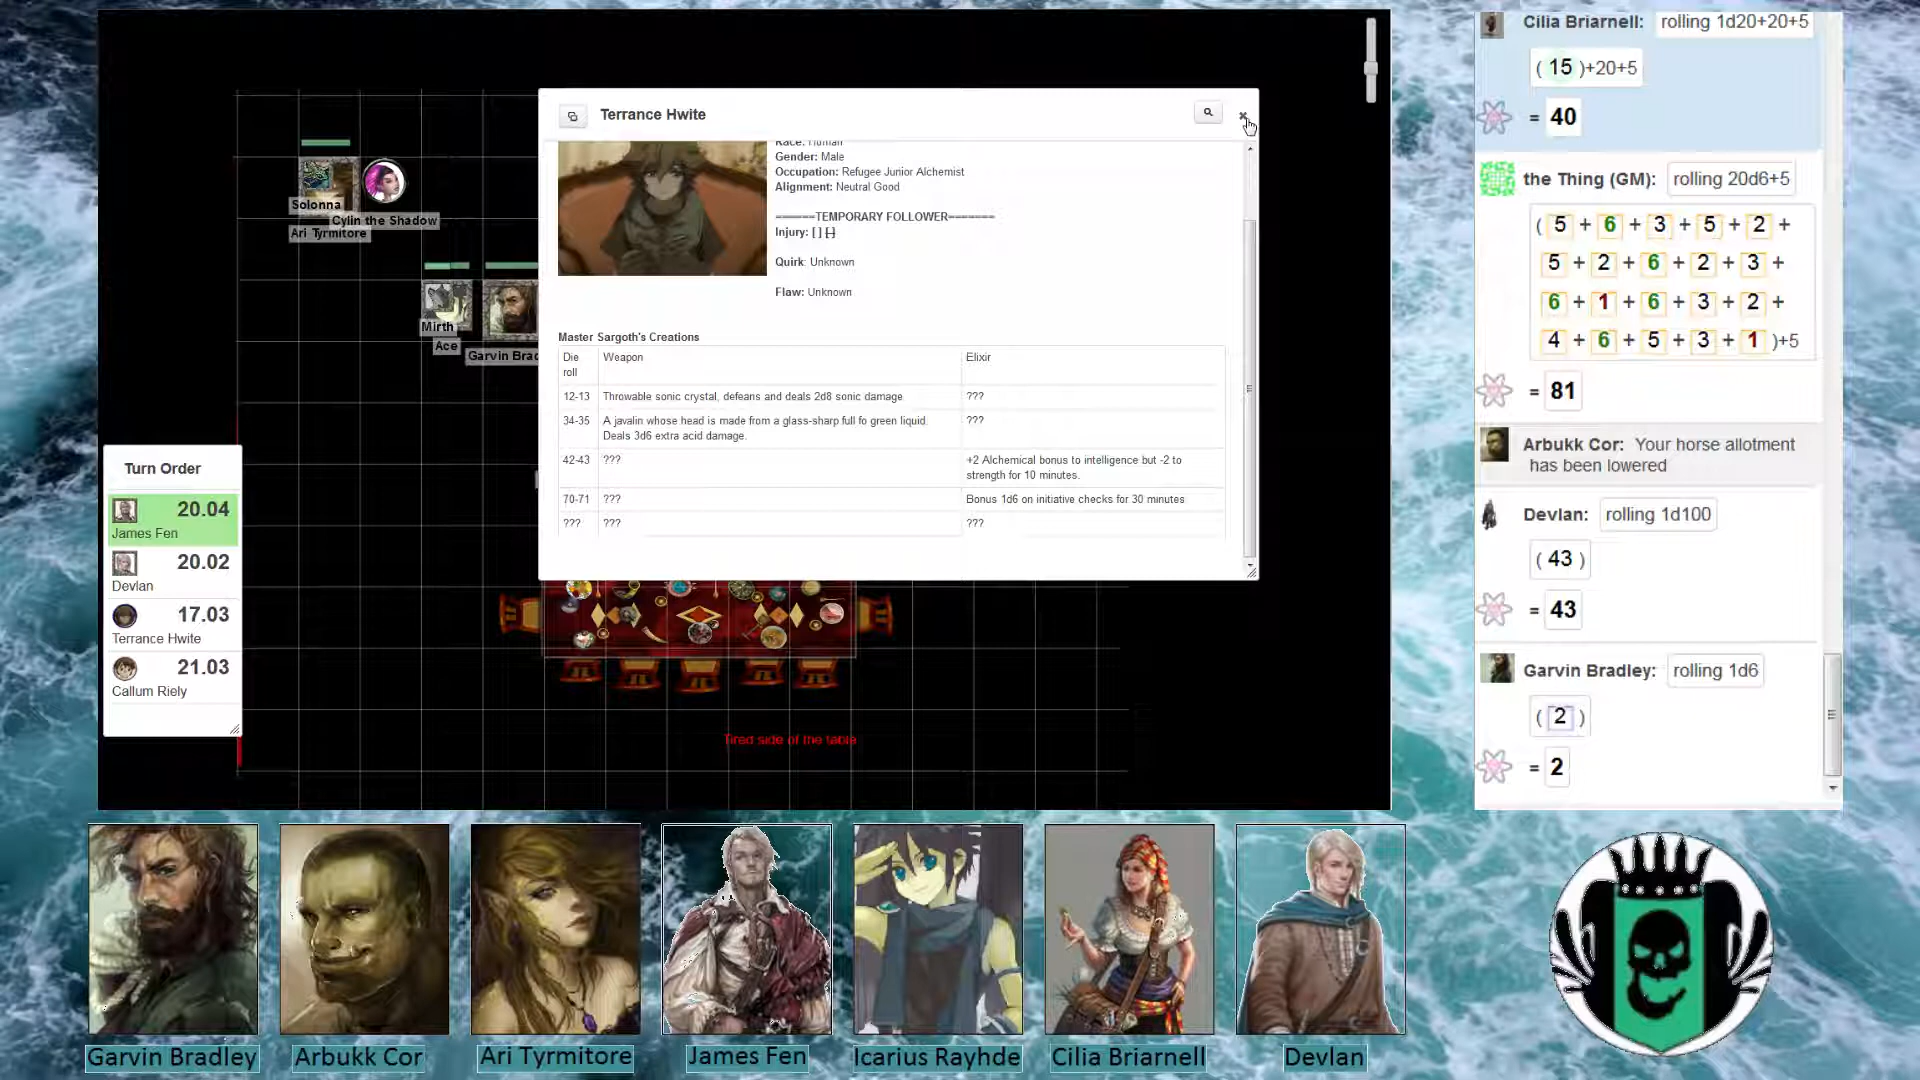 Solonna
Cylin the Shadow
Ari Tyrmitore
Mirth
Ace
Garvin Brad
Turn Order
20.04
James Fen
20.02
Devlan
17.03
Terrance Hwite
21.03
Callum Riely
Terrance Hwite
Race: Human
Gender: Male
Occupation: Refugee Junior Alchemist
Alignment: Neutral Good
======TEMPORARY FOLLOWER=======
Injury: [ ] [-]
Quirk: Unknown
Flaw: Unknown
Master Sargoth's Creations
Die roll Weapon Elixir
12-13 Throwable sonic crystal, defeans and deals 2d8 sonic damage ???
34-35 A javalin whose head is made from a glass-sharp full fo green liquid. ???
Deals 3d6 extra acid damage.
42-43 ??? +2 Alchemical bonus to intelligence but -2 to
strength for 10 minutes.
70-71 ??? Bonus 1d6 on initiative checks for 30 minutes
??? ??? ???
Tired side of the table
Cilia Briarnell: rolling 1d20+20+5
( 15 )+20+5
= 40
the Thing (GM): rolling 20d6+5
( 5 + 6 + 3 + 5 + 2 +
5 + 2 + 6 + 2 + 3 +
6 + 1 + 6 + 3 + 2 +
4 + 6 + 5 + 3 + 1 )+5
= 81
Arbukk Cor: Your horse allotment
has been lowered
Devlan: rolling 1d100
( 43 )
= 43
Garvin Bradley: rolling 1d6
( 2 )
= 2
Garvin Bradley
Arbukk Cor
Ari Tyrmitore
James Fen
Icarius Rayhde
Cilia Briarnell
Devlan